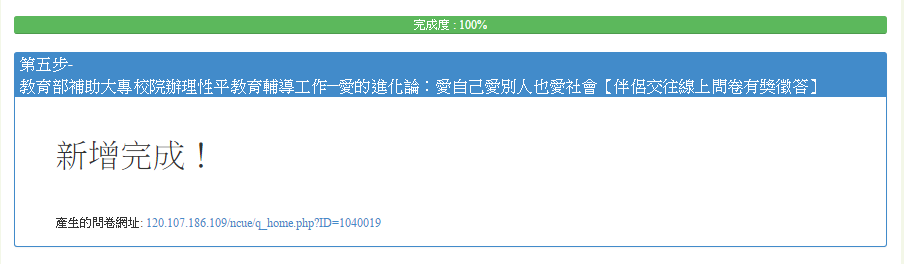 完成度 : 100%
第五步-
教育部補助大專校院辦理性平教育輔導工作─愛的進化論：愛自己愛別人也愛社會【伴侶交往線上問卷有獎徵答】
新增完成！
產生的問卷網址: 120.107.186.109/ncue/q_home.php?ID=1040019